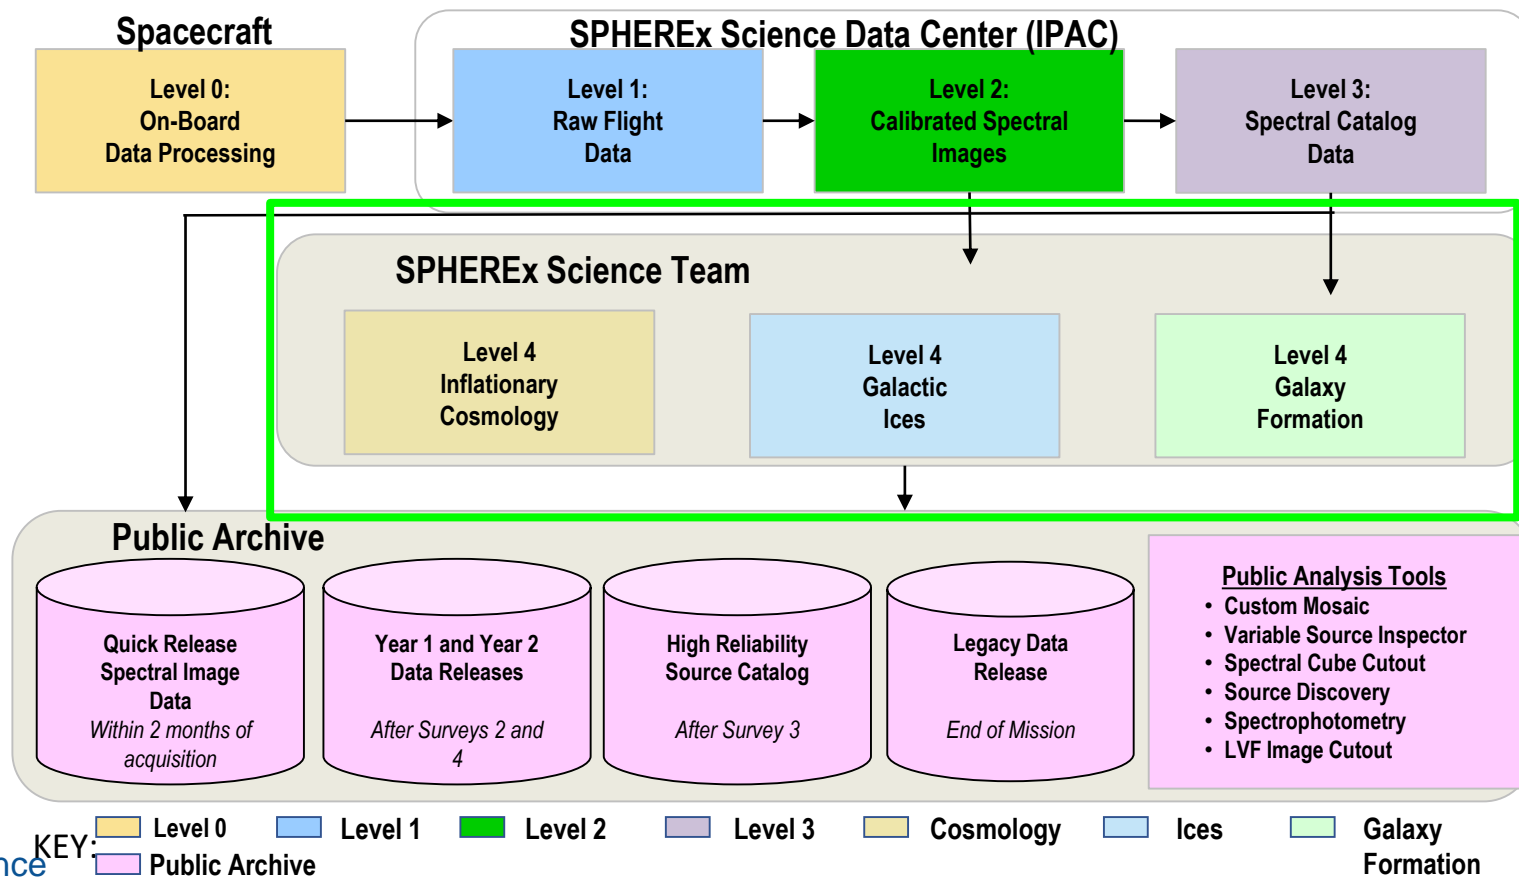 Spacecraft
SPHEREx Science Data Center (IPAC)
Level 0:
On-Board
Data Processing
Level 1:
Raw Flight
Data
Level 2:
Calibrated Spectral
Images
Level 3:
Spectral Catalog
Data
SPHEREx Science Team
Level 4
Inflationary
Cosmology
Level 4
Galactic
Ices
Level 4
Galaxy
Formation
Public Archive
Quick Release
Spectral Image
Data
Within 2 months of
acquisition
Year 1 and Year 2
Data Releases
After Surveys 2 and
4
High Reliability
Source Catalog
After Survey 3
Legacy Data
Release
End of Mission
Public Analysis Tools
• Custom Mosaic
• Variable Source Inspector
• Spectral Cube Cutout
• Source Discovery
• Spectrophotometry
• LVF Image Cutout
KEY:
Level 0
Level 1
Level 2
Level 3
Cosmology
Ices
Galaxy
Formation
Public Archive
nce